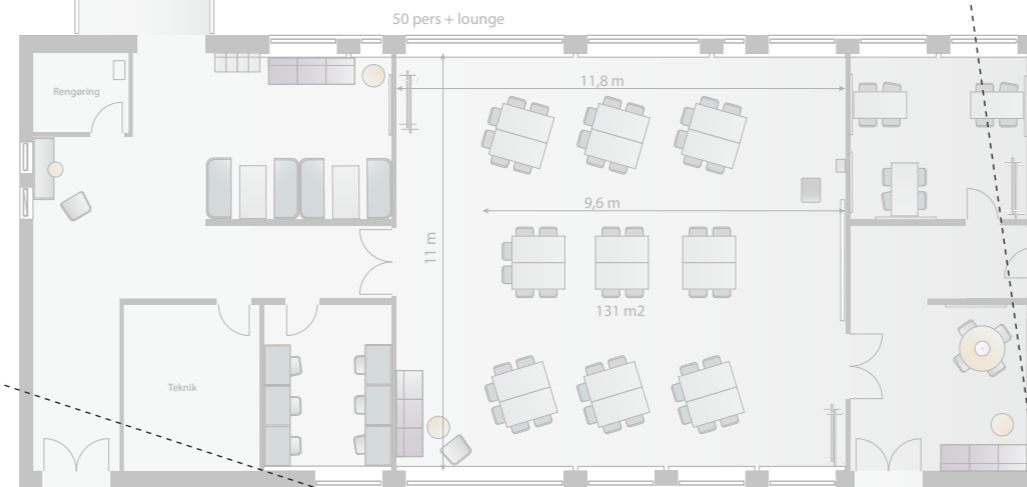 50 pers + lounge
11,8 m
Rengøring
9,6 m
11 m
131 m2
Teknik